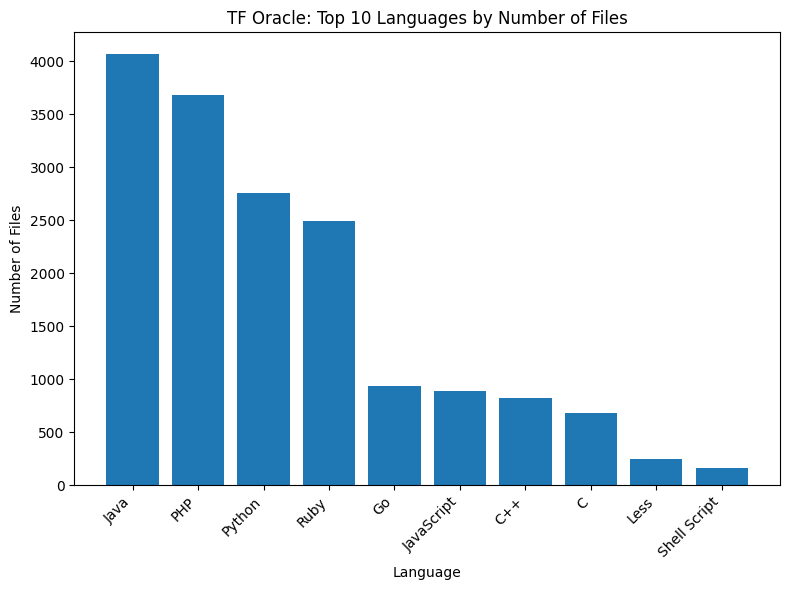 TF Oracle: Top 10 Languages by Number of Files
Number of Files
4000
3500
3000
2500
2000
1500
1000
500
0
Java
PHP
Python
Ruby
Go
JavaScript
C++
C
Less
Shell Script
Language